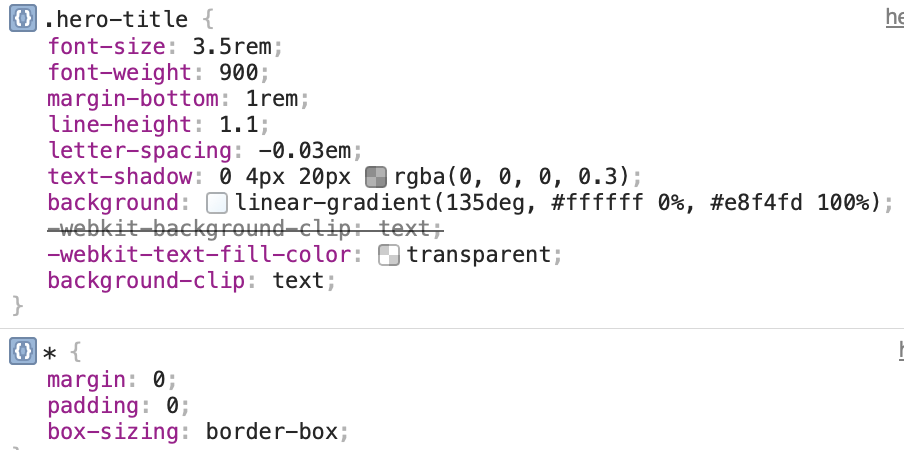 .hero-title {
font-size: 3.5rem;
font-weight: 900;
margin-bottom: 1rem;
line-height: 1.1;
letter-spacing: -0.03em;
text-shadow: 0 4px 20px rgba(0, 0, 0, 0.3);
background: linear-gradient(135deg, #ffffff 0%, #e8f4fd 100%);
-webkit-background-clip: text;
-webkit-text-fill-color: transparent;
background-clip: text;
}
* {
margin: 0;
padding: 0;
box-sizing: border-box;